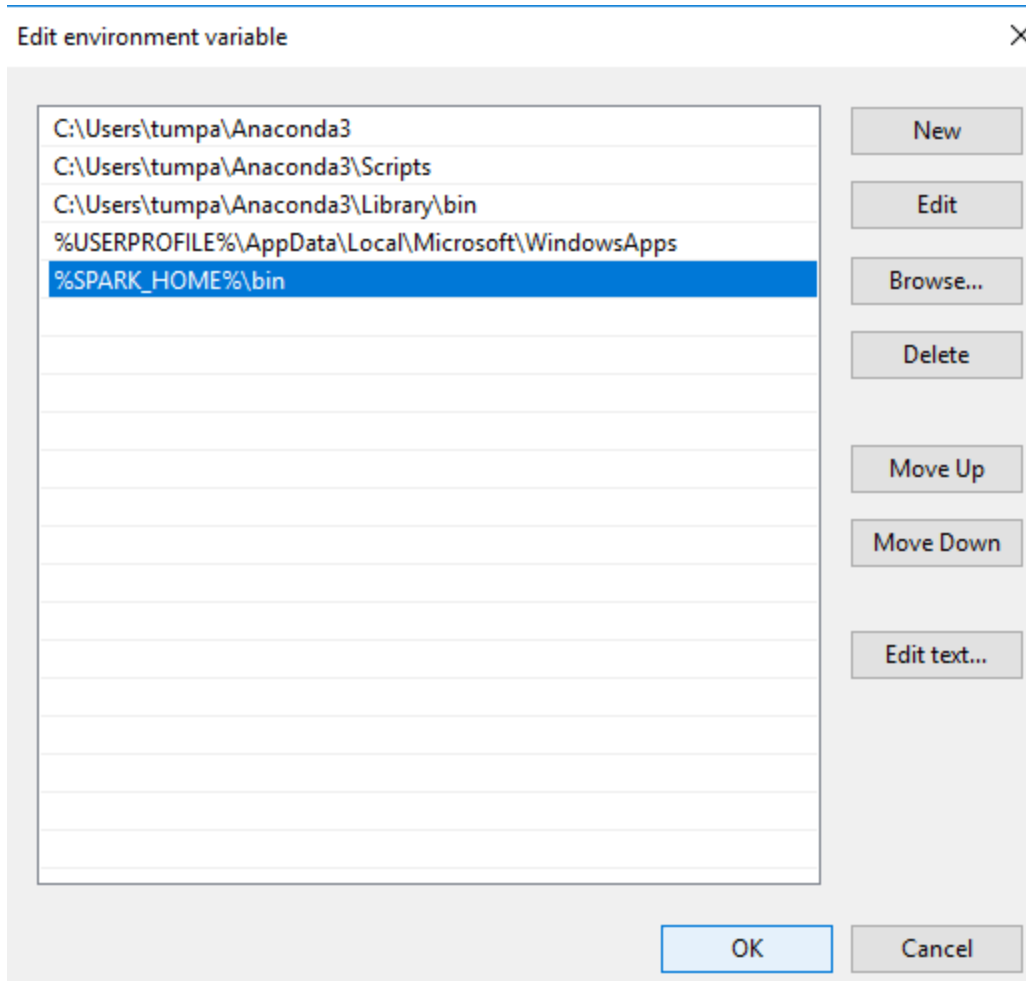 Edit environment variable
C:\Users\tumpa\Anaconda3
C:\Users\tumpa\Anaconda3\Scripts
C:\Users\tumpa\Anaconda3\Library\bin
%USERPROFILE%\AppData\Local\Microsoft\WindowsApps
%SPARK_HOME%\bin
New
Edit
Browse...
Delete
Move Up
Move Down
Edit text...
OK
Cancel